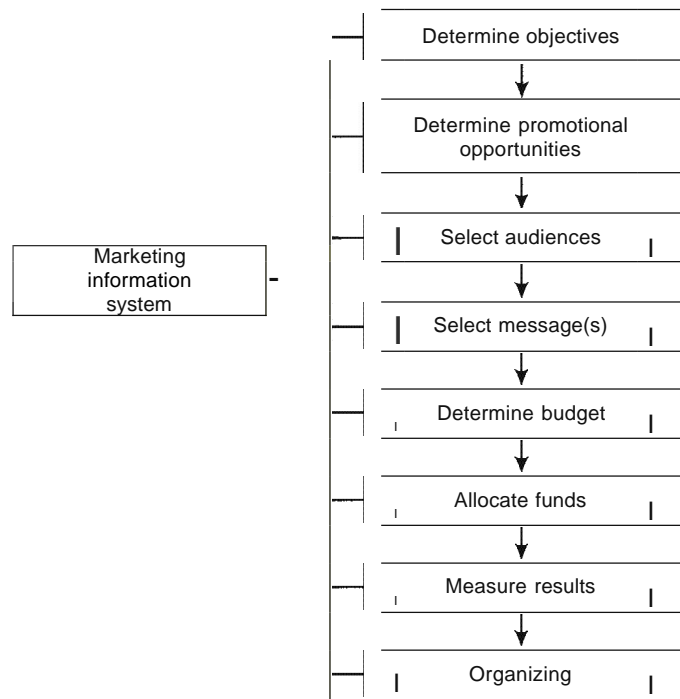 Determine objectives
Determine promotional
opportunities
Select audiences
Marketing
information
system
Select message(s)
Determine budget
Allocate funds
Measure results
Organizing